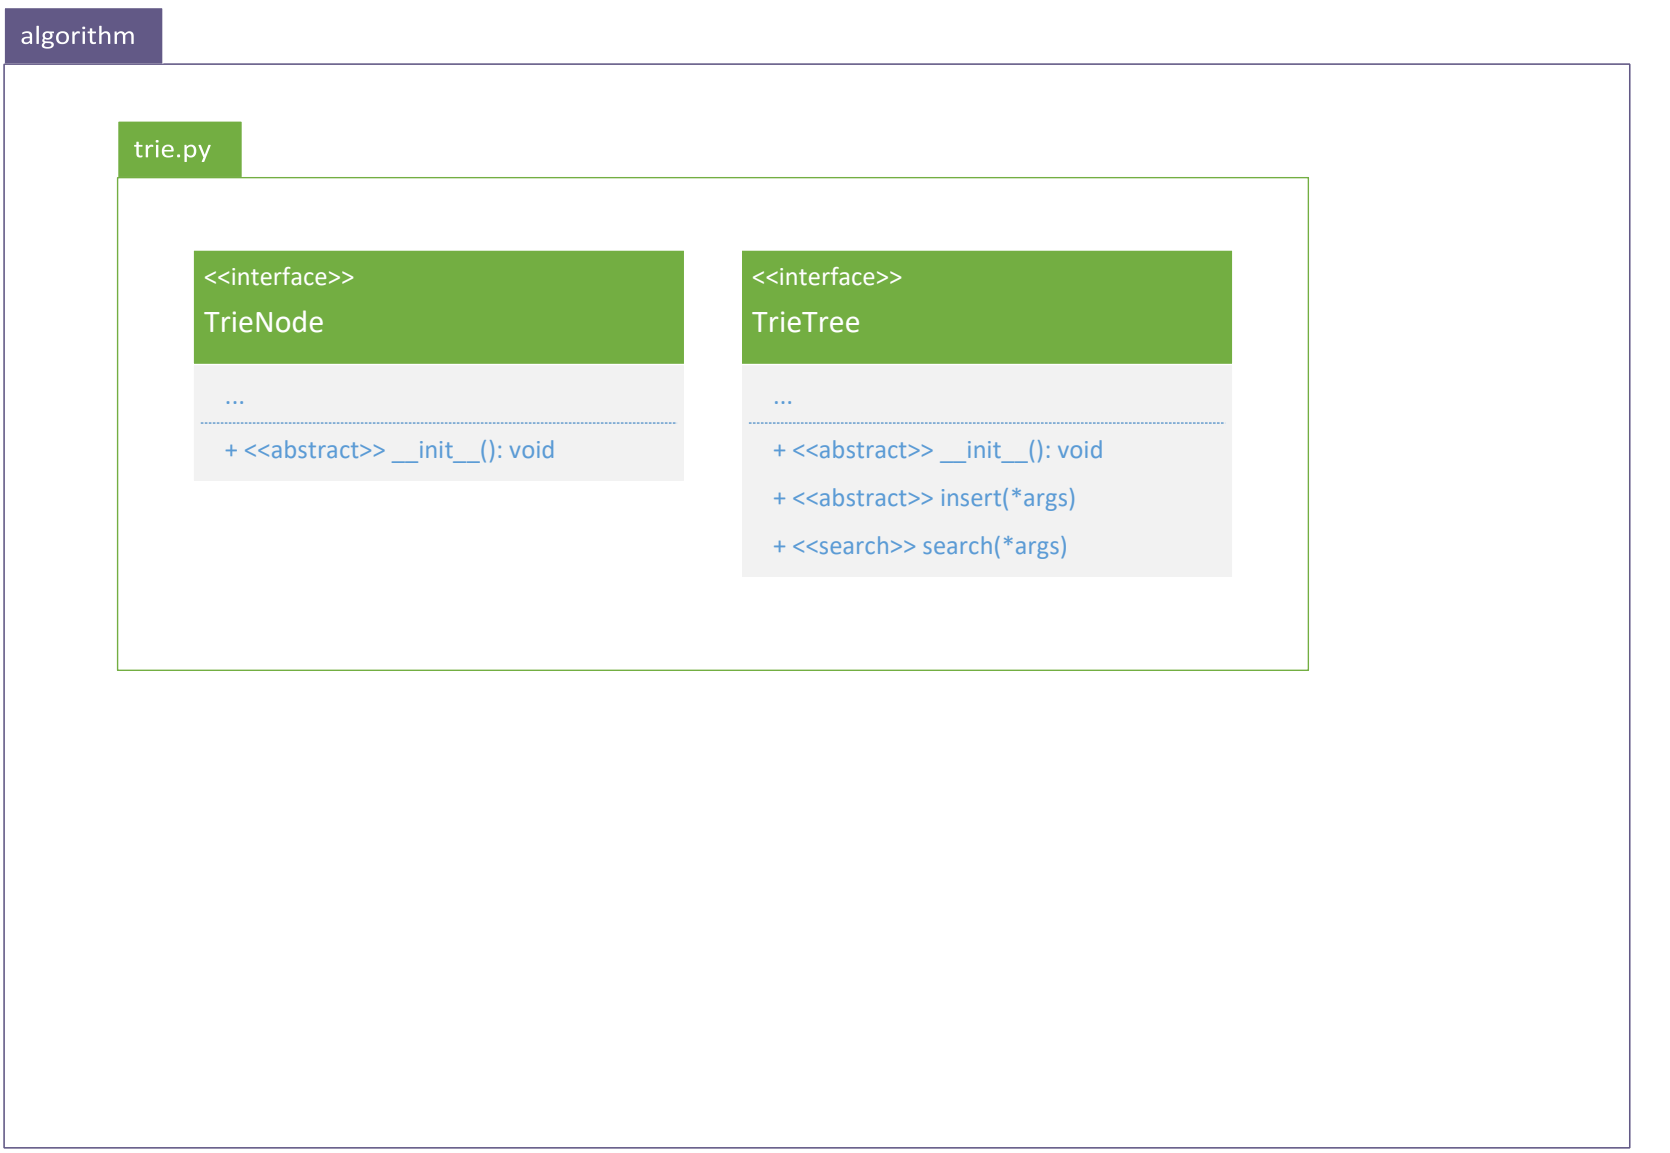 algorithm
trie.py
<<interface>>
TrieNode
...
+ <<abstract>> __init__(): void
<<interface>>
TrieTree
...
+ <<abstract>> __init__(): void
+ <<abstract>> insert(*args)
+ <<search>> search(*args)